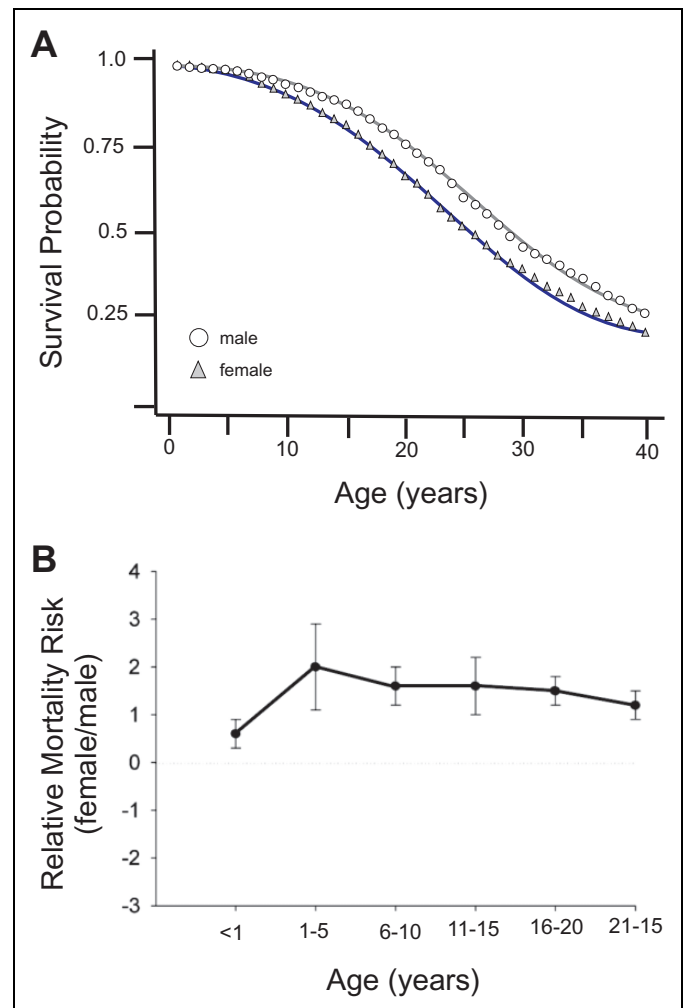 A
Survival Probability
1.0
0.75
0.5
0.25
male
female
0 10 20 30 40
Age (years)
B
Relative Mortality Risk
(female/male)
4
3
2
1
0
-1
-2
-3
<1 1-5 6-10 11-15 16-20 21-15
Age (years)